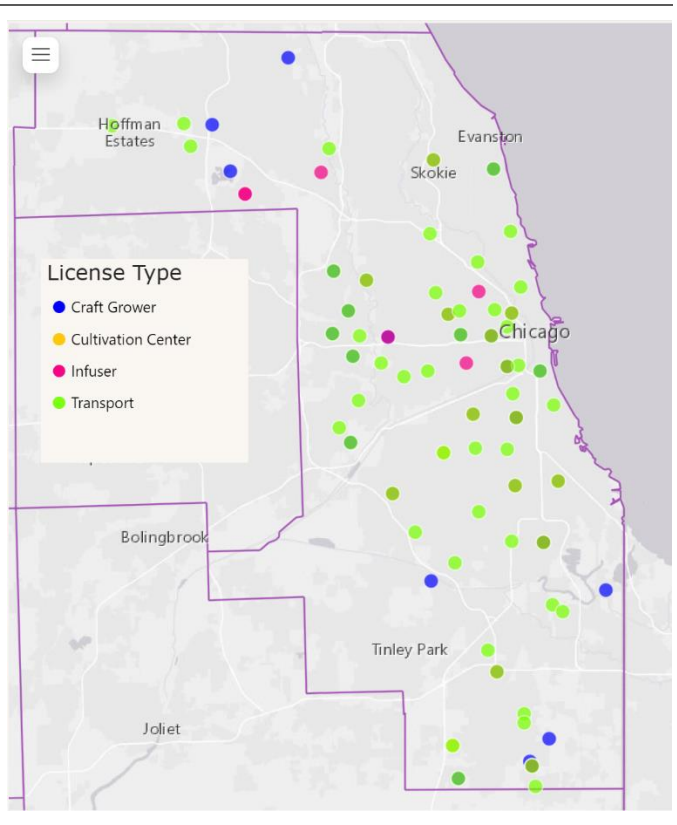 Hoffman
Estates
Evanston
Skokie
License Type
Craft Grower
Cultivation Center
Infuser
Transport
Chicago
Bolingbrook
Tinley Park
Joliet